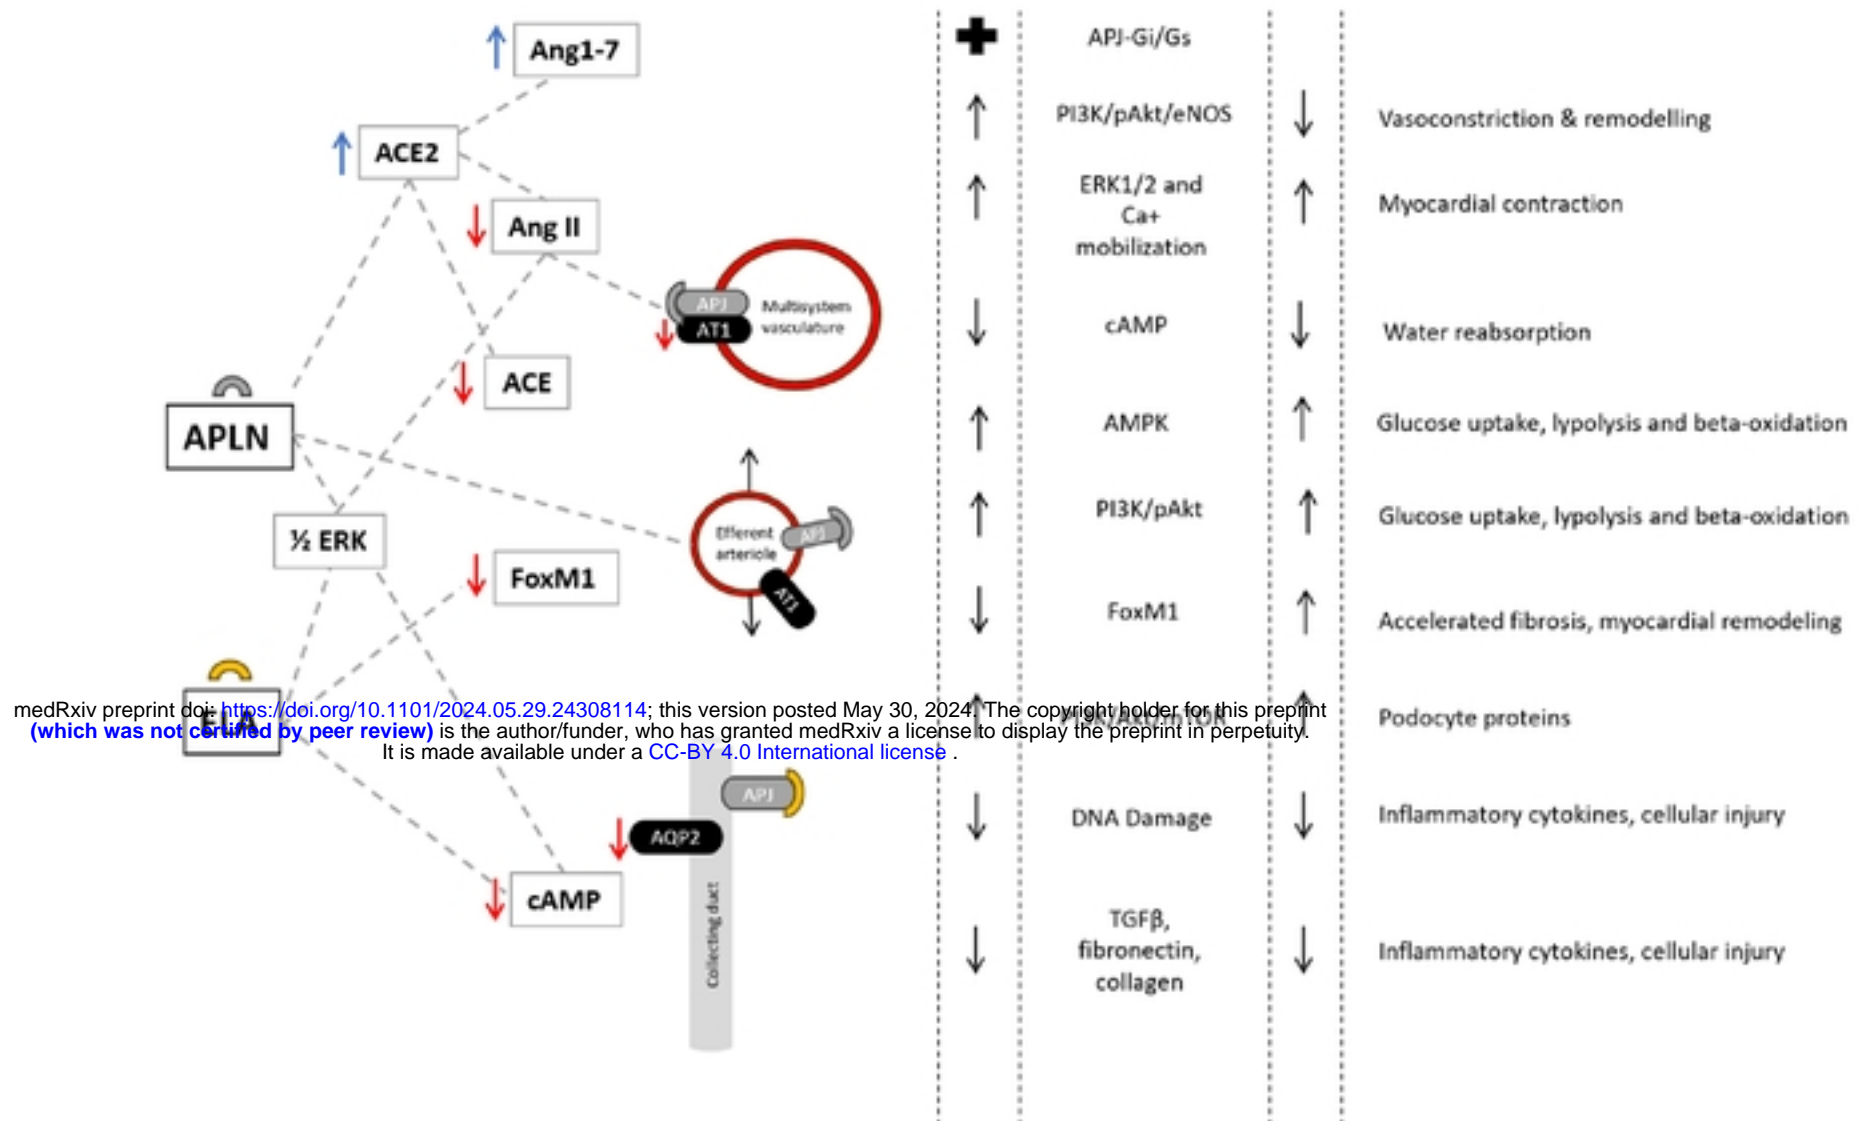 Ang1-7
ACE2
Ang II
APJ
AT1
Multisystem
vasculature
ACE
APLN
½ ERK
Efferent
arteriole
APJ
AT1
FoxM1
ELA
APJ
AQP2
cAMP
Collecting duct
APJ-Gi/Gs
PI3K/pAkt/eNOS
Vasoconstriction & remodelling
ERK1/2 and
Ca+
mobilization
Myocardial contraction
cAMP
Water reabsorption
AMPK
Glucose uptake, lypolysis and beta-oxidation
PI3K/pAkt
Glucose uptake, lypolysis and beta-oxidation
FoxM1
Accelerated fibrosis, myocardial remodeling
PI3K/Akt/mTOR
Podocyte proteins
DNA Damage
Inflammatory cytokines, cellular injury
TGFβ,
fibronectin,
collagen
Inflammatory cytokines, cellular injury
medRxiv preprint doi: https://doi.org/10.1101/2024.05.29.24308114; this version posted May 30, 2024. The copyright holder for this preprint
(which was not certified by peer review) is the author/funder, who has granted medRxiv a license to display the preprint in perpetuity.
It is made available under a CC-BY 4.0 International license .